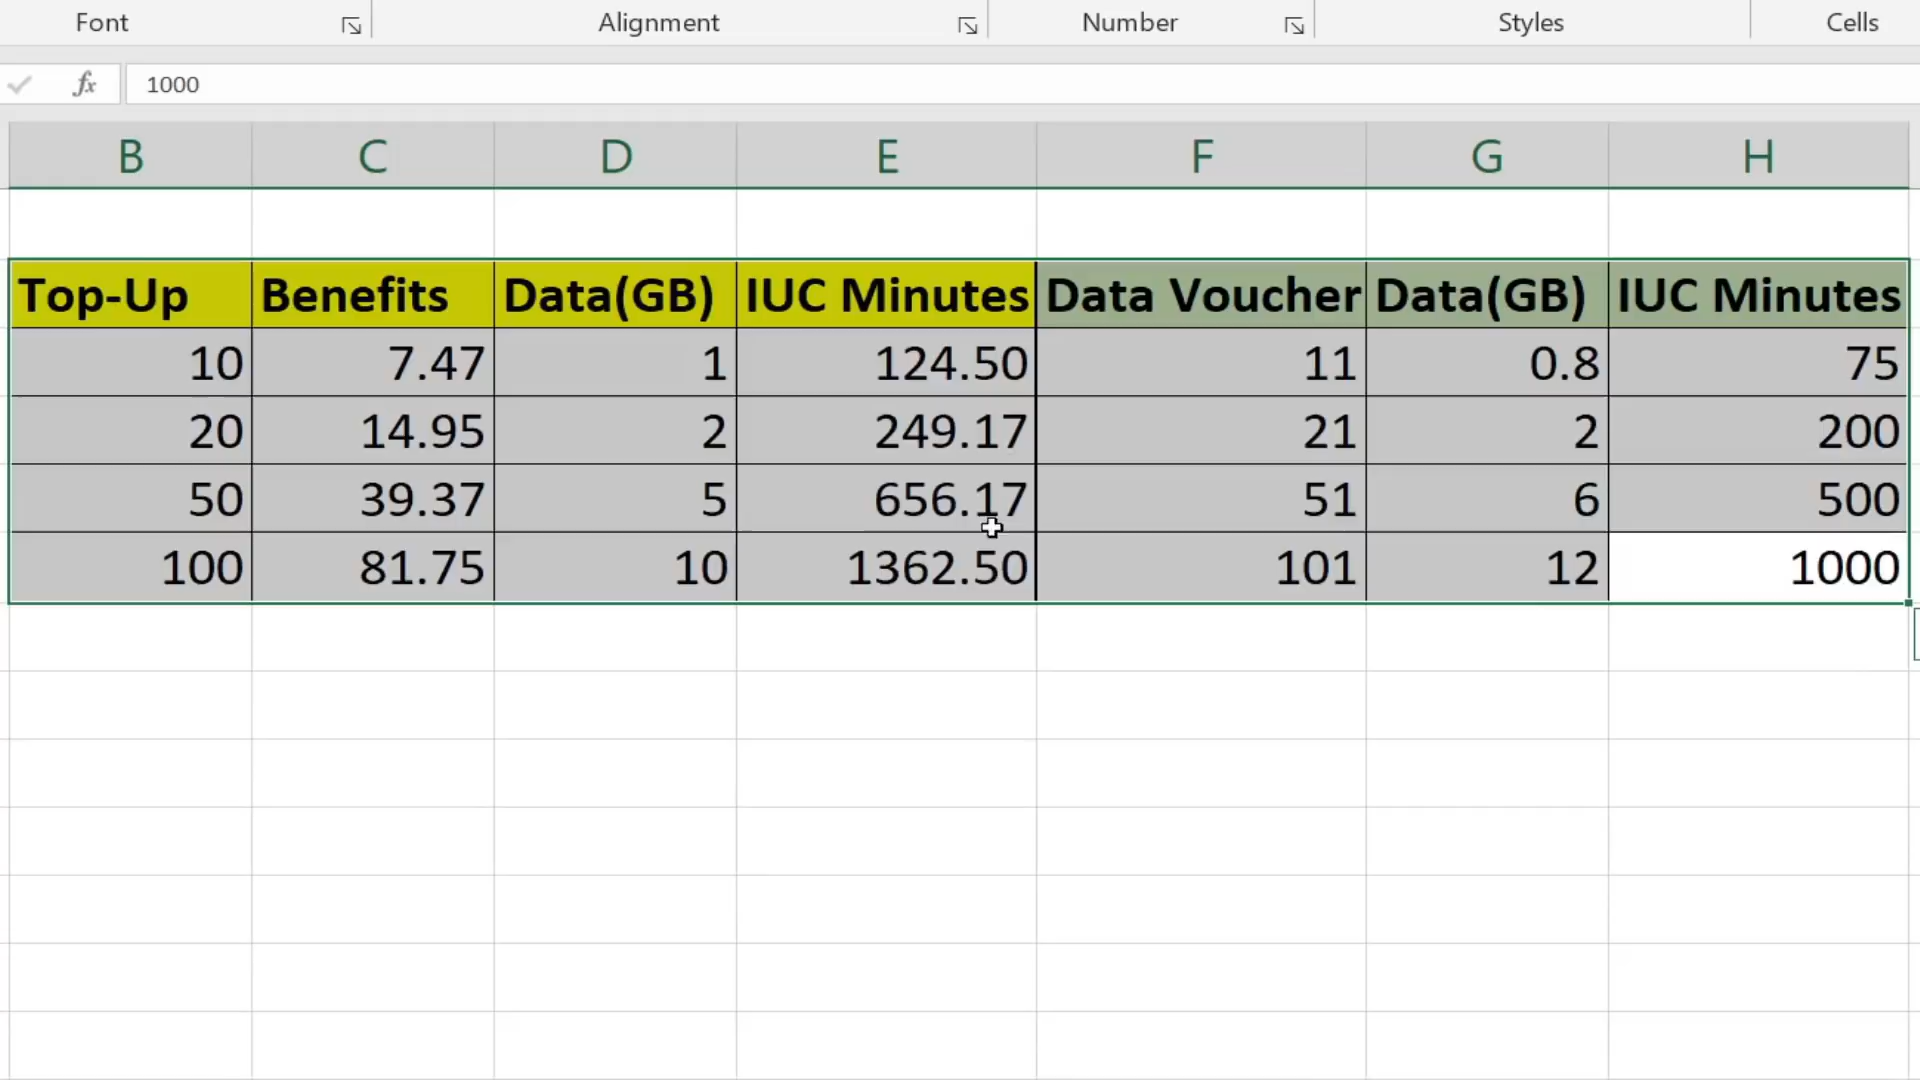 Font Alignment Number Styles Cells
fx 1000
B C D E F G H
Top-Up Benefits Data(GB) IUC Minutes Data Voucher Data(GB) IUC Minutes
10 7.47 1 124.50 11 0.8 75
20 14.95 2 249.17 21 2 200
50 39.37 5 656.17 51 6 500
100 81.75 10 1362.50 101 12 1000